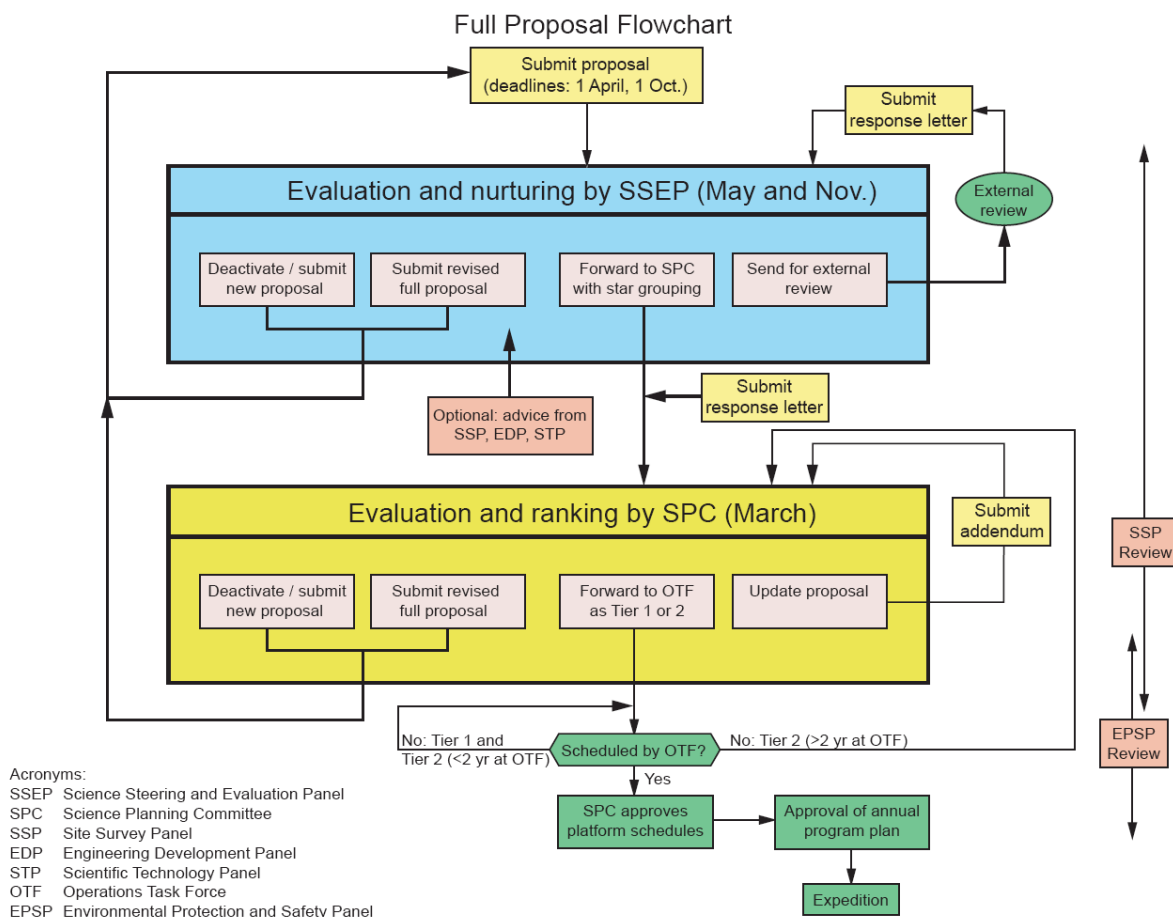 Full Proposal Flowchart
Submit proposal
(deadlines: 1 April, 1 Oct.)
Submit
response letter
External
review
Evaluation and nurturing by SSEP (May and Nov.)
Deactivate / submit
new proposal
Submit revised
full proposal
Forward to SPC
with star grouping
Send for external
review
Optional: advice from
SSP, EDP, STP
Submit
response letter
Evaluation and ranking by SPC (March)
Submit
addendum
SSP
Review
Deactivate / submit
new proposal
Submit revised
full proposal
Forward to OTF
as Tier 1 or 2
Update proposal
No: Tier 1 and
Tier 2 (<2 yr at OTF)
Scheduled by OTF?
No: Tier 2 (>2 yr at OTF)
EPSP
Review
Yes
SPC approves
platform schedules
Approval of annual
program plan
Expedition
Acronyms:
SSEP Science Steering and Evaluation Panel
SPC Science Planning Committee
SSP Site Survey Panel
EDP Engineering Development Panel
STP Scientific Technology Panel
OTF Operations Task Force
EPSP Environmental Protection and Safety Panel